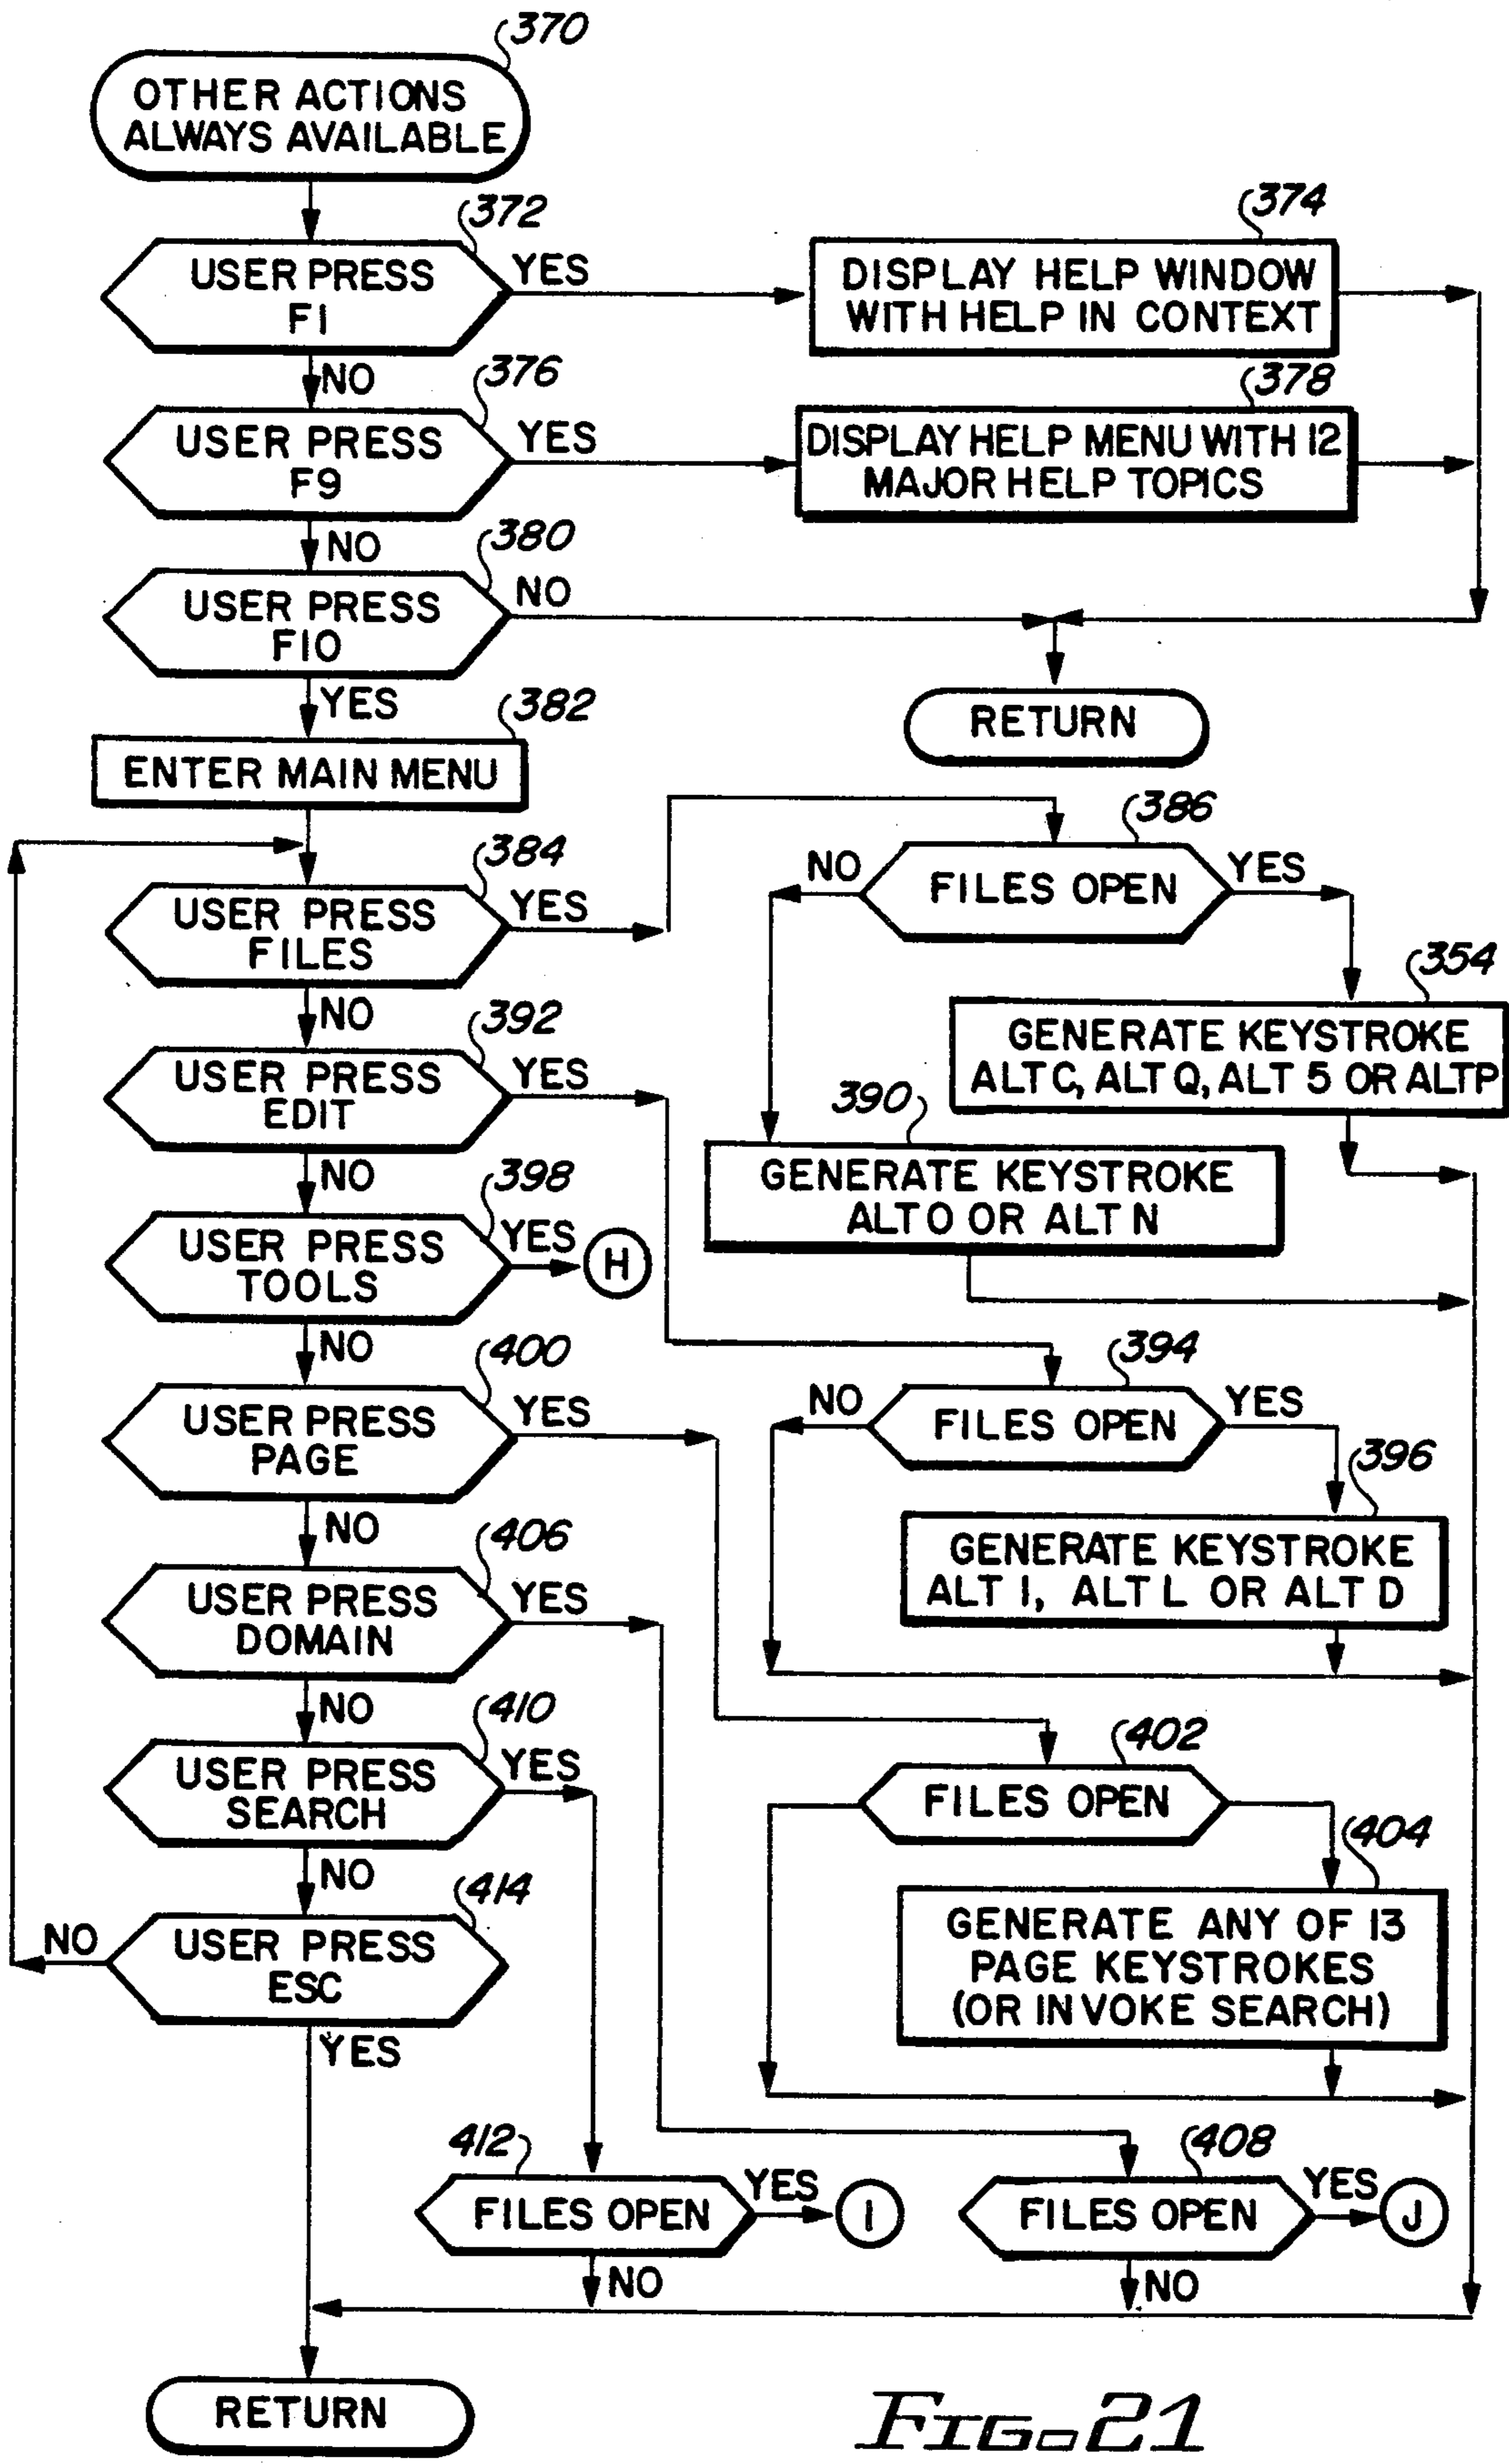 370
OTHER ACTIONS
ALWAYS AVAILABLE
372
USER PRESS
F1
YES
NO
374
DISPLAY HELP WINDOW
WITH HELP IN CONTEXT
376
USER PRESS
F9
YES
NO
378
DISPLAY HELP MENU WITH 12
MAJOR HELP TOPICS
380
USER PRESS
F10
NO
YES
RETURN
382
ENTER MAIN MENU
384
USER PRESS
FILES
YES
NO
386
FILES OPEN
NO
YES
354
GENERATE KEYSTROKE
ALT C, ALT Q, ALT 5 OR ALT P
390
GENERATE KEYSTROKE
ALT O OR ALT N
392
USER PRESS
EDIT
YES
NO
398
USER PRESS
TOOLS
YES
H
NO
394
FILES OPEN
NO
YES
396
GENERATE KEYSTROKE
ALT I, ALT L OR ALT D
400
USER PRESS
PAGE
YES
NO
402
FILES OPEN
404
GENERATE ANY OF 13
PAGE KEYSTROKES
(OR INVOKE SEARCH)
406
USER PRESS
DOMAIN
YES
NO
410
USER PRESS
SEARCH
YES
NO
414
USER PRESS
ESC
NO
YES
412
FILES OPEN
YES
I
NO
408
FILES OPEN
YES
J
NO
RETURN
FIG. 21